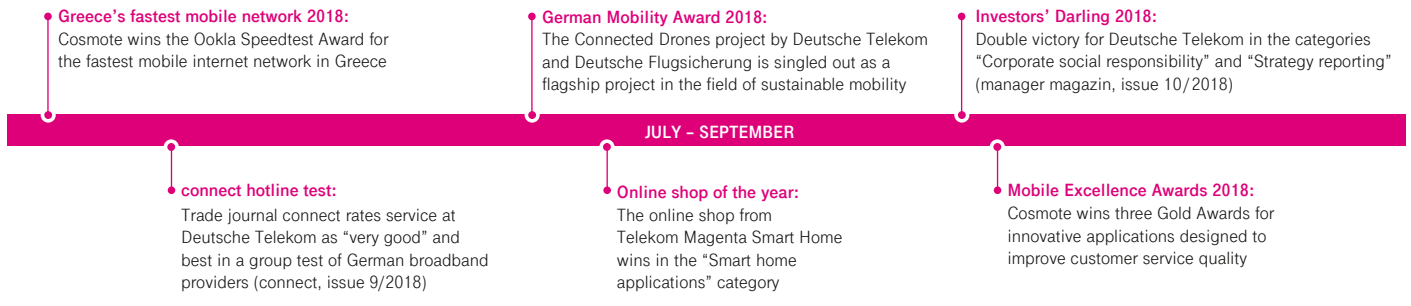 Greece's fastest mobile network 2018:
Cosmote wins the Ookla Speedtest Award for
the fastest mobile internet network in Greece
German Mobility Award 2018:
The Connected Drones project by Deutsche Telekom
and Deutsche Flugsicherung is singled out as a
flagship project in the field of sustainable mobility
Investors' Darling 2018:
Double victory for Deutsche Telekom in the categories
“Corporate social responsibility” and “Strategy reporting”
(manager magazin, issue 10/2018)
JULY – SEPTEMBER
connect hotline test:
Trade journal connect rates service at
Deutsche Telekom as “very good” and
best in a group test of German broadband
providers (connect, issue 9/2018)
Online shop of the year:
The online shop from
Telekom Magenta Smart Home
wins in the “Smart home
applications” category
Mobile Excellence Awards 2018:
Cosmote wins three Gold Awards for
innovative applications designed to
improve customer service quality